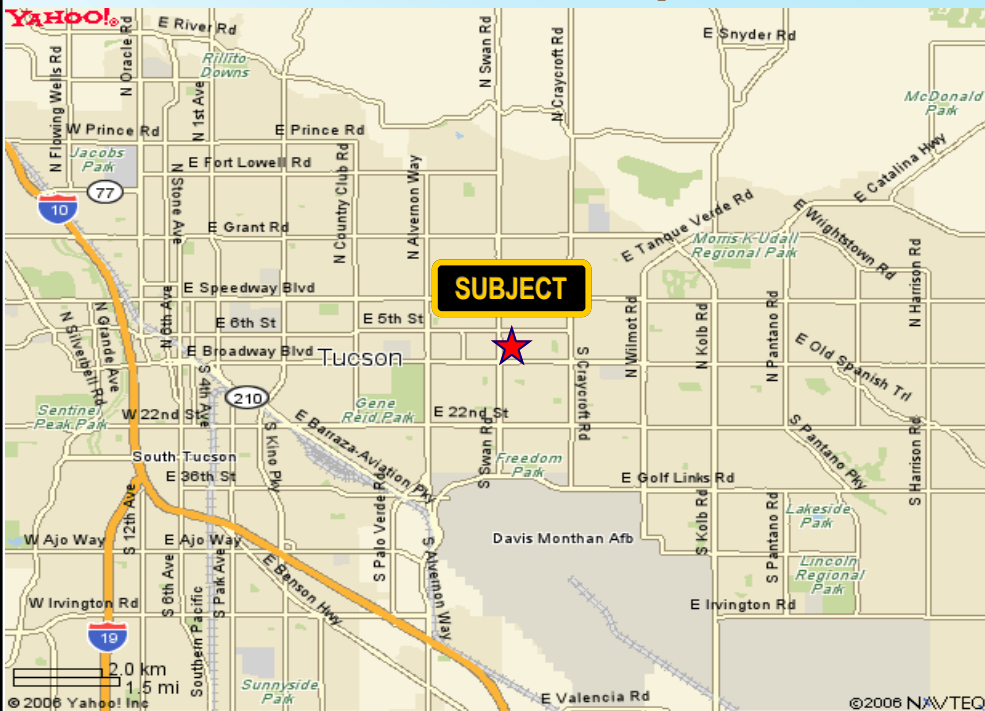 YAHOO!®
E River Rd
E Snyder Rd
N Flowing Wells Rd
N Oracle Rd
Rillito
Downs
N Swan Rd
N Craycroft Rd
McDonald
Park
N 1st Ave
W Prince Rd
E Prince Rd
Jacobs
Park
E Fort Lowell Rd
E Catalina Hwy
77
10
N Stone Ave
N Country Club Rd
N Alvernon Way
E Grant Rd
E Tanque Verde Rd
E Wrightstown Rd
Morris K Udall
Regional Park
N Harrison Rd
SUBJECT
E Speedway Blvd
N 6th Ave
E 6th St
E 5th St
N Grande Ave
N Silverbell Rd
N Wilmot Rd
N Kolb Rd
N Pantano Rd
E Broadway Blvd
Tucson
E Old Spanish Trl
S 4th Ave
S Craycroft Rd
210
Sentinel
Peak Park
W 22nd St
Gene
Reid Park
E 22nd St
E Barraza-Aviation Pky
S Kino Pky
S Swan Rd
S Pantano Pky
S Harrison Rd
South Tucson
Freedom
Park
E 36th St
E Golf Links Rd
S 12th Ave
S Palo Verde Rd
S Kolb Rd
S Pantano Rd
Lakeside
Park
W Ajo Way
E Ajo Way
S Alvernon Way
Davis Monthan Afb
Lincoln
Regional
Park
S 6th Ave
S Park Ave
E Benson Hwy
W Irvington Rd
E Irvington Rd
19
Southern Pacific
2.0 km
1.5 mi
Sunnyside
Park
E Valencia Rd
©2006 Yahoo! Inc
©2006 NAVTEQ